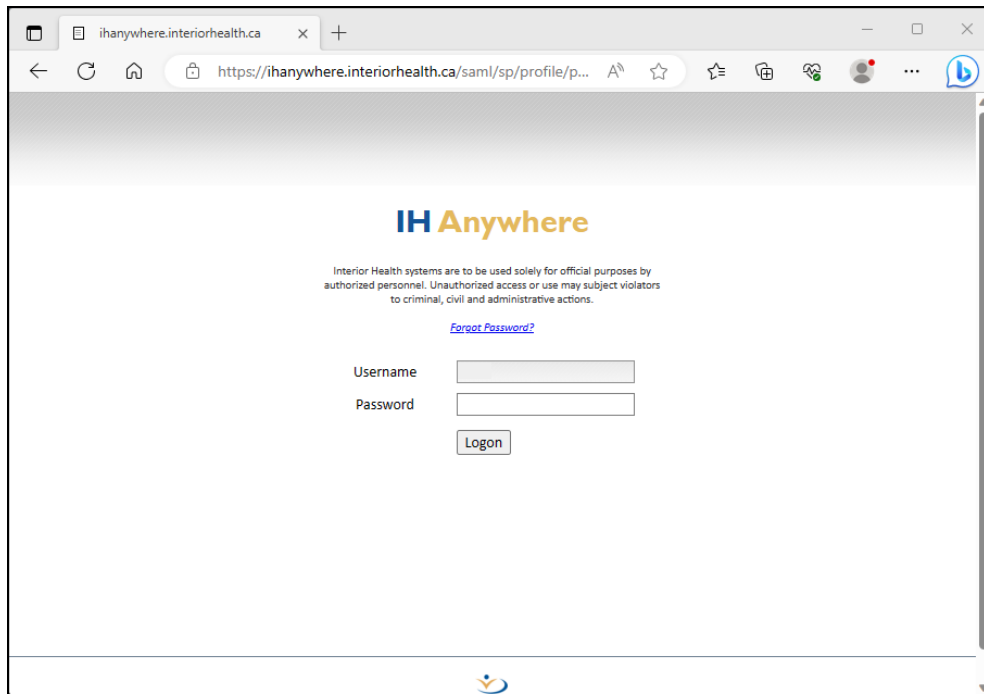 ihanywhere.interiorhealth.ca
https://ihanywhere.interiorhealth.ca/saml/sp/profile/p...
IH Anywhere
Interior Health systems are to be used solely for official purposes by
authorized personnel. Unauthorized access or use may subject violators
to criminal, civil and administrative actions.
Forgot Password?
Username
Password
Logon